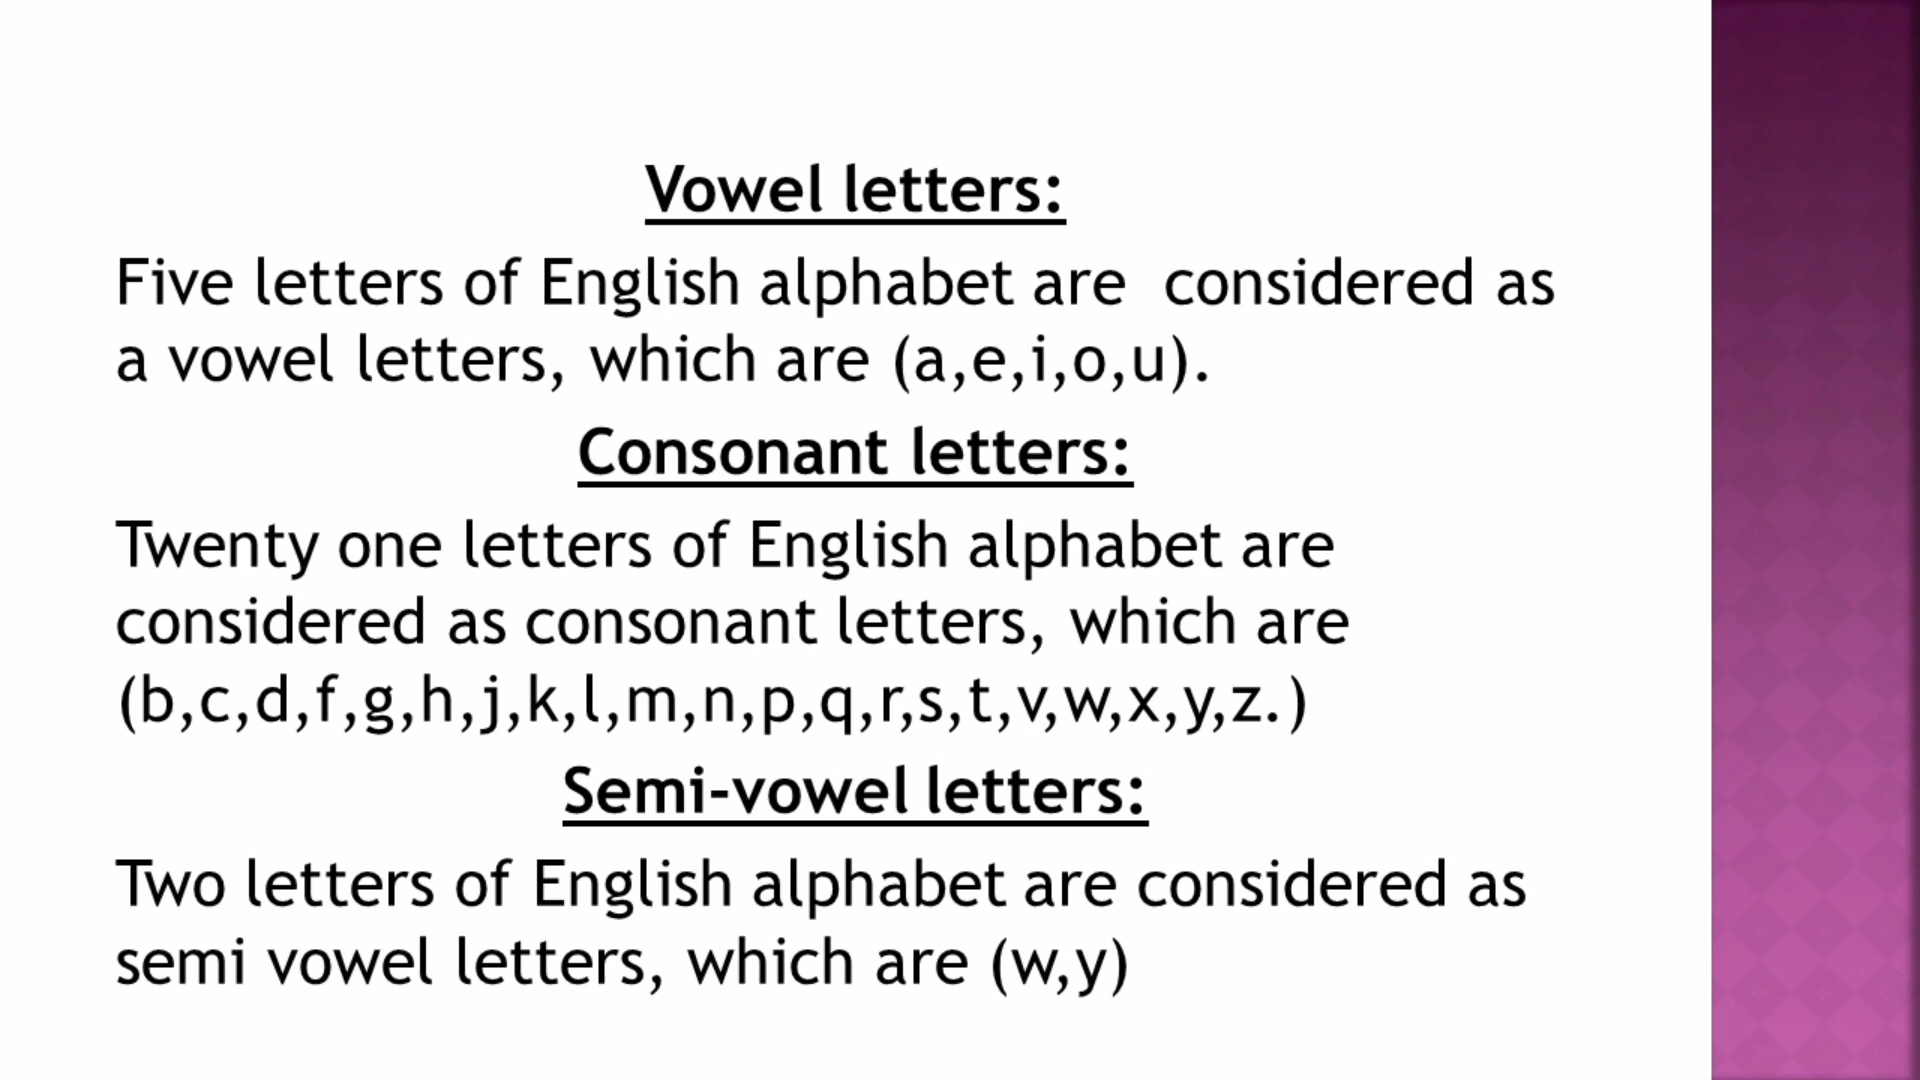 Vowel letters:
Five letters of English alphabet are  considered as
a vowel letters, which are (a,e,i,o,u).
Consonant letters:
Twenty one letters of English alphabet are
considered as consonant letters, which are
(b,c,d,f,g,h,j,k,l,m,n,p,q,r,s,t,v,w,x,y,z.)
Semi-vowel letters:
Two letters of English alphabet are considered as
semi vowel letters, which are (w,y)